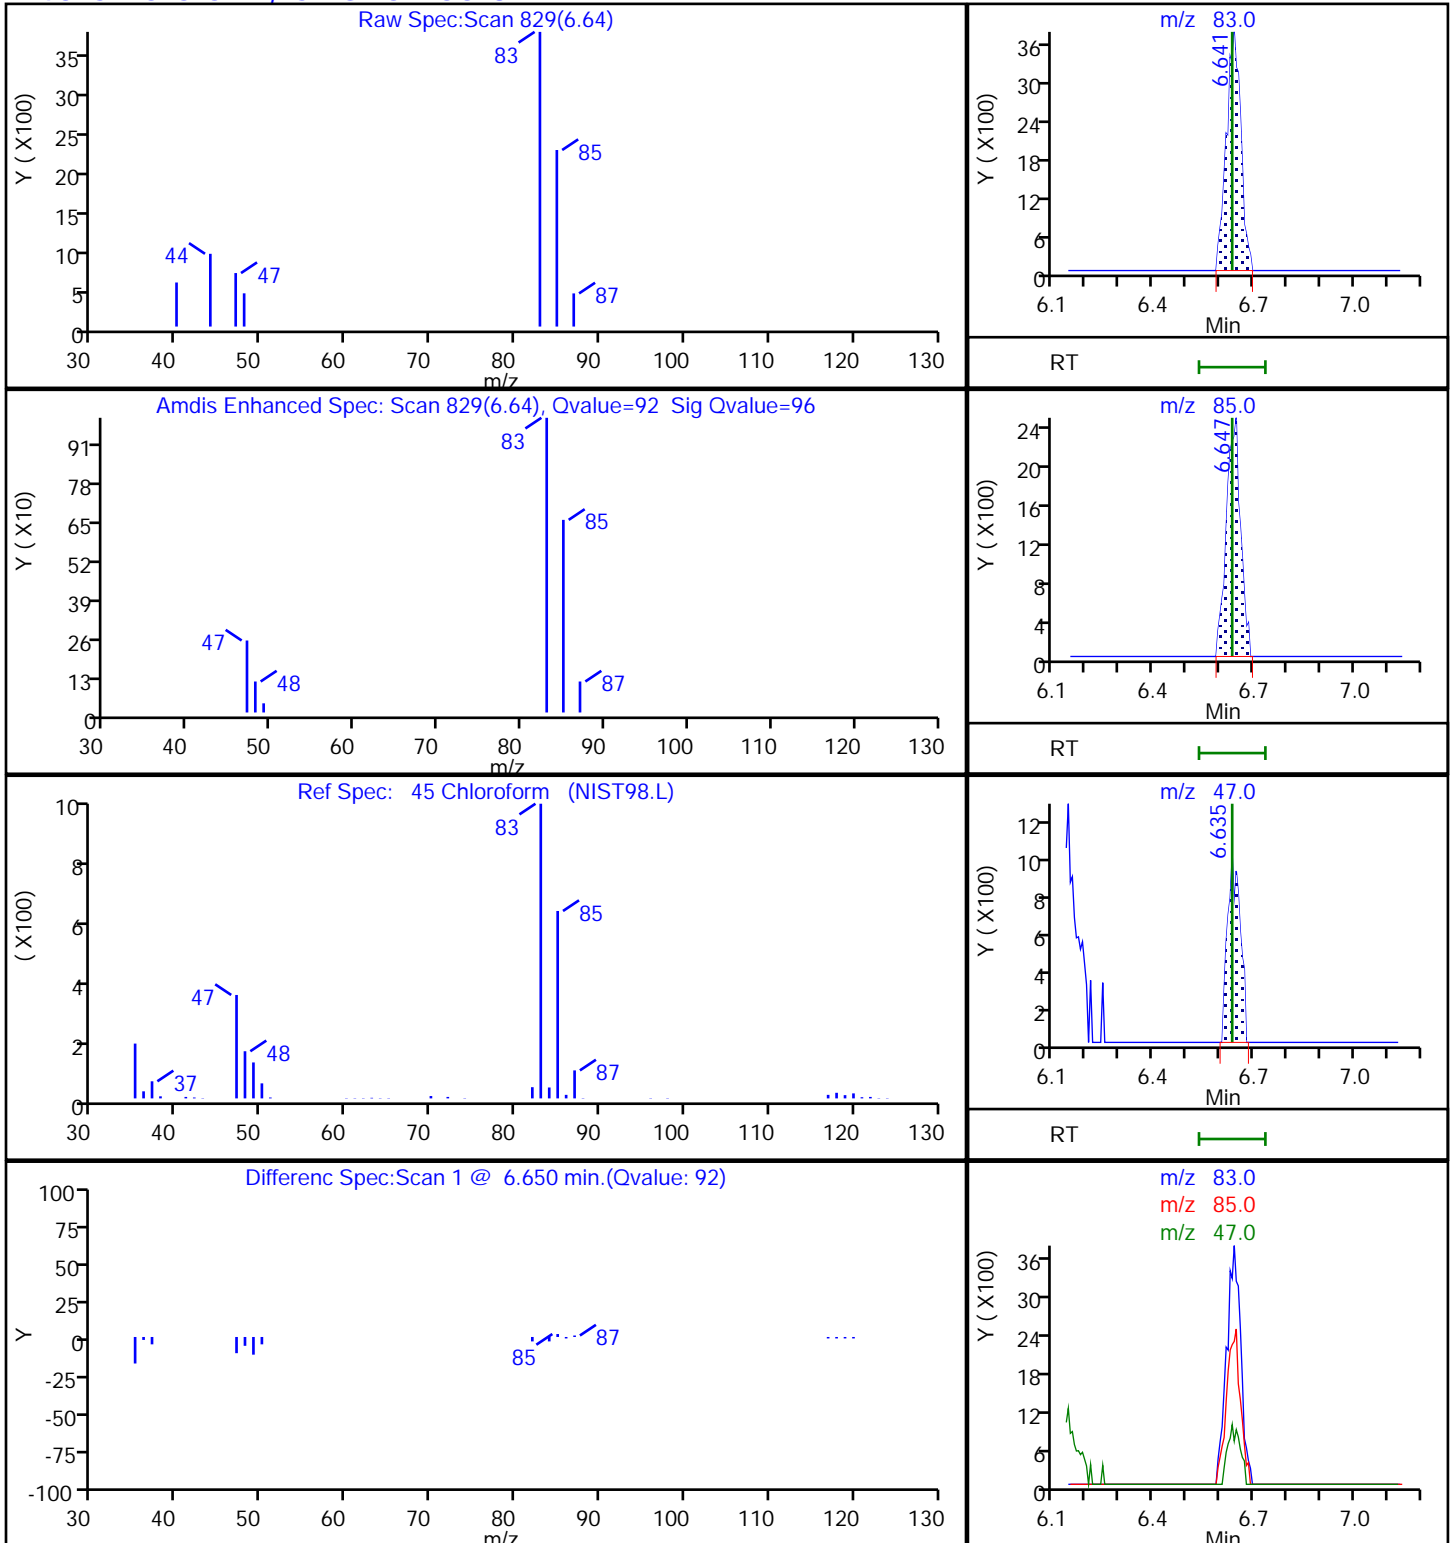 Raw Spec:Scan 829(6.64)
Y ( X100)
35
30
25
20
15
10
5
0
83
85
44
47
87
30 40 50 60 70 80 90 100 110 120 130
m/z
m/z 83.0
Y ( X100)
36
30
24
18
12
6
0
6.641
6.1 6.4 6.7 7.0
Min
RT
Amdis Enhanced Spec: Scan 829(6.64), Qvalue=92 Sig Qvalue=96
Y ( X10)
91
78
65
52
39
26
13
0
83
85
47
48
87
30 40 50 60 70 80 90 100 110 120 130
m/z
m/z 85.0
Y ( X100)
24
20
16
12
8
4
0
6.647
6.1 6.4 6.7 7.0
Min
RT
Ref Spec: 45 Chloroform (NIST98.L)
( X100)
10
8
6
4
2
0
83
85
47
48
37
87
30 40 50 60 70 80 90 100 110 120 130
m/z 47.0
Y ( X100)
12
10
8
6
4
2
0
6.635
6.1 6.4 6.7 7.0
Min
RT
Differenc Spec:Scan 1 @ 6.650 min.(Qvalue: 92)
Y
100
75
50
25
0
-25
-50
-75
-100
85
87
30 40 50 60 70 80 90 100 110 120 130
m/z
m/z 83.0
m/z 85.0
m/z 47.0
Y ( X100)
36
30
24
18
12
6
0
6.1 6.4 6.7 7.0
Min